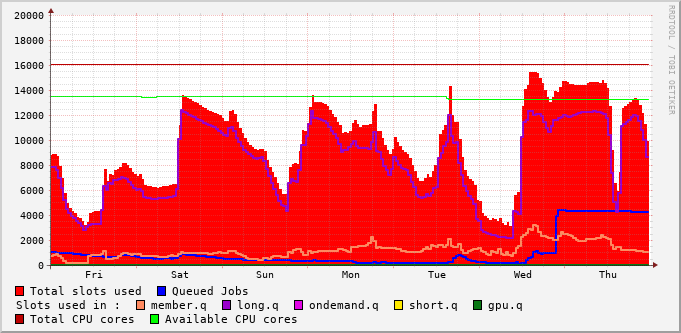 20000
18000
16000
14000
12000
10000
8000
6000
4000
2000
0
Fri Sat Sun Mon Tue Wed Thu
RRDTOOL / TOBI OETIKER
Total slots used Queued Jobs
Slots used in : member.q long.q ondemand.q short.q gpu.q
Total CPU cores Available CPU cores